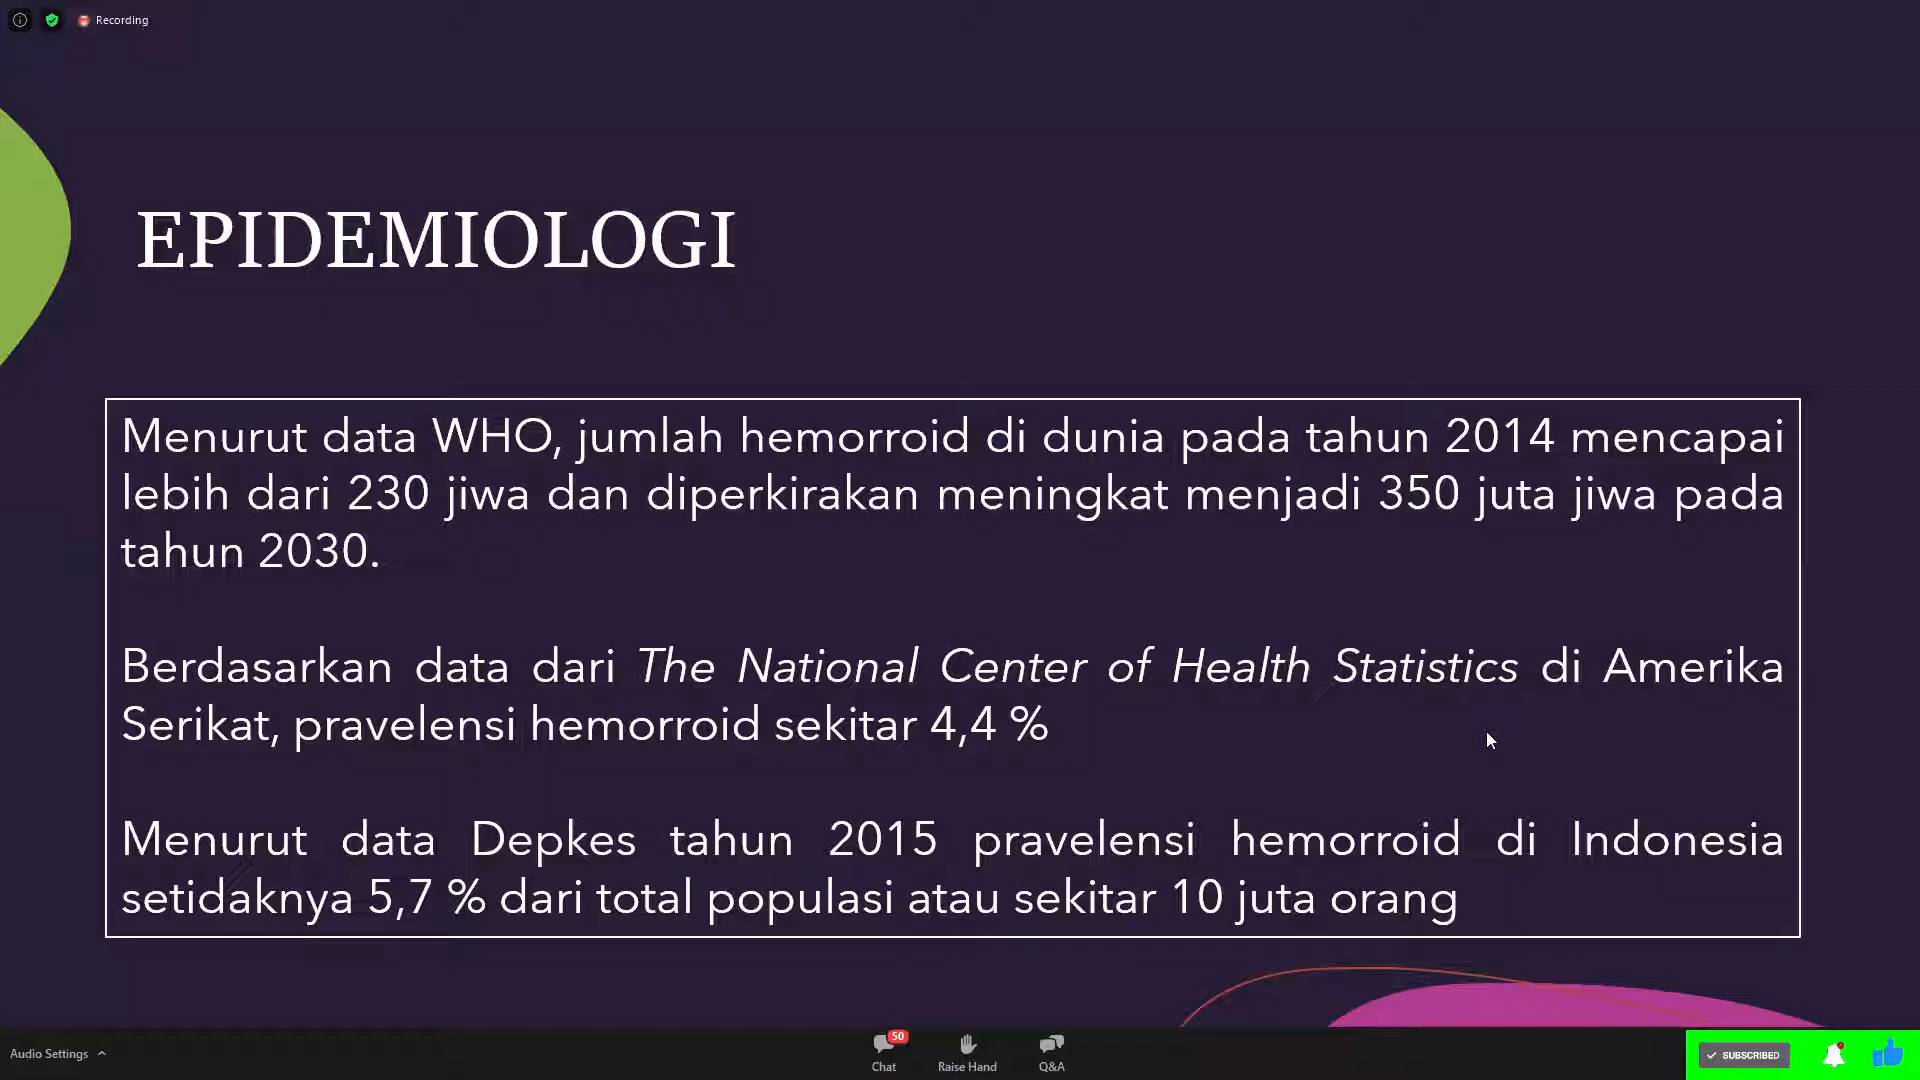 Recording
EPIDEMIOLOGI
Menurut data WHO, jumlah hemorroid di dunia pada tahun 2014 mencapai
lebih dari 230 jiwa dan diperkirakan meningkat menjadi 350 juta jiwa pada
tahun 2030.
Berdasarkan data dari The National Center of Health Statistics di Amerika
Serikat, pravelensi hemorroid sekitar 4,4 %
Menurut data Depkes tahun 2015 pravelensi hemorroid di Indonesia
setidaknya 5,7 % dari total populasi atau sekitar 10 juta orang
Audio Settings
50
Chat
Raise Hand
Q&A
SUBSCRIBED